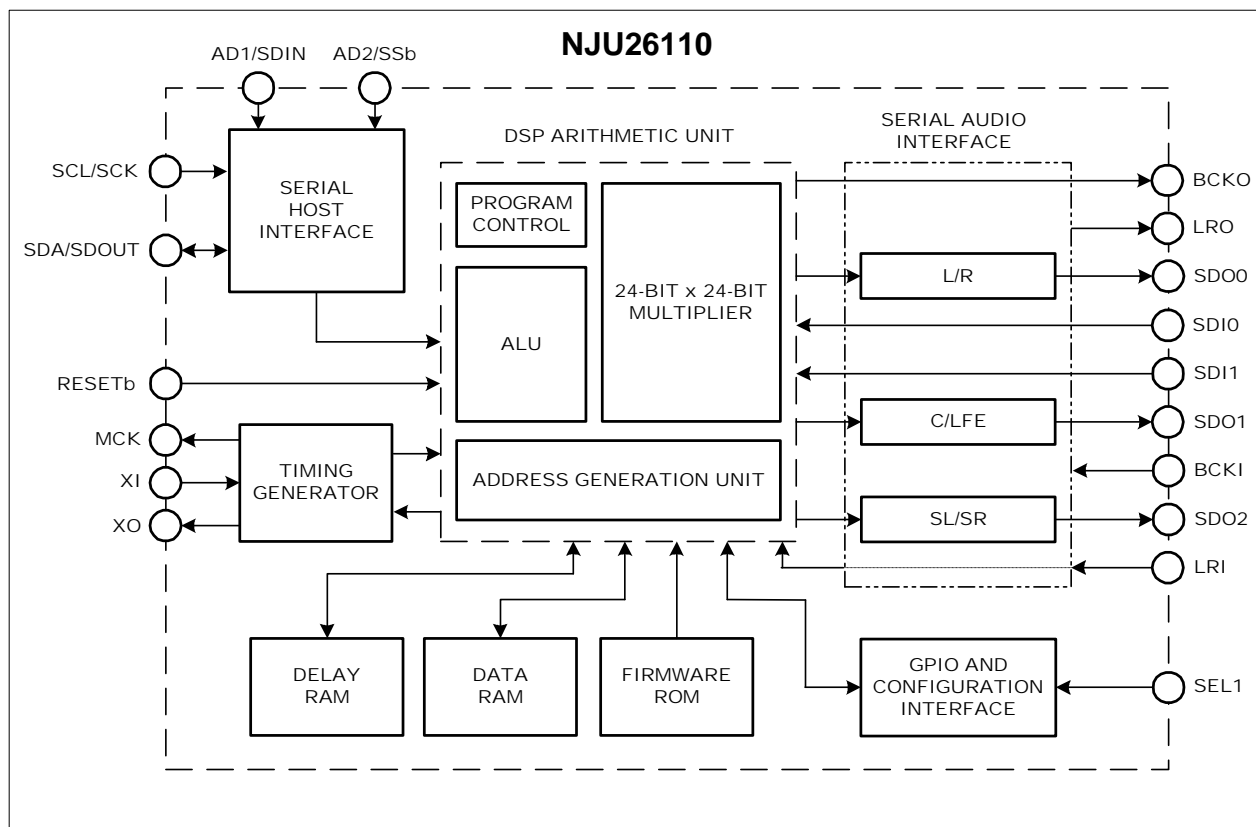 NJU26110
AD1/SDIN
AD2/SSb
SCL/SCK
SDA/SDOUT
RESETb
MCK
XI
XO
SERIAL
HOST
INTERFACE
TIMING
GENERATOR
DSP ARITHMETIC UNIT
PROGRAM
CONTROL
ALU
24-BIT x 24-BIT
MULTIPLIER
ADDRESS GENERATION UNIT
SERIAL AUDIO
INTERFACE
L/R
C/LFE
SL/SR
BCKO
LRO
SDO0
SDI0
SDI1
SDO1
BCKI
SDO2
LRI
SEL1
DELAY
RAM
DATA
RAM
FIRMWARE
ROM
GPIO AND
CONFIGURATION
INTERFACE